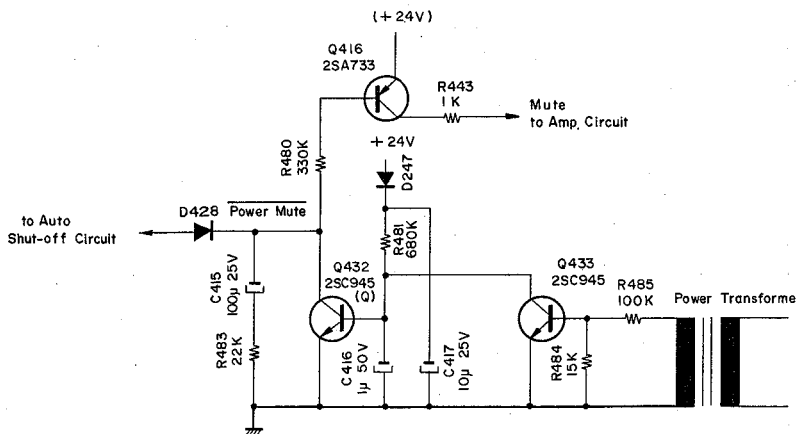 (+24V)
Q416
2SA733
R443
1K
Mute
to Amp. Circuit
+24V
R480
330K
D247
D428
Power Mute
to Auto
Shut-off Circuit
R481
680K
Q432
2SC945
(Q)
Q433
2SC945
R485
100K
Power Transforme
C415
100μ 25V
R483
22K
C416
1μ 50V
C417
10μ 25V
R484
15K